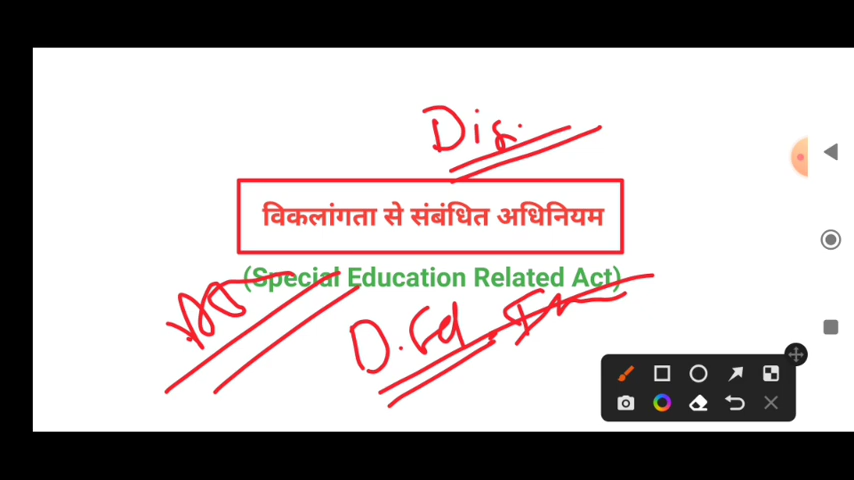 Dis.
विकलांगता से संबंधित अधिनियम
(Special Education Related Act)
D.Ed.